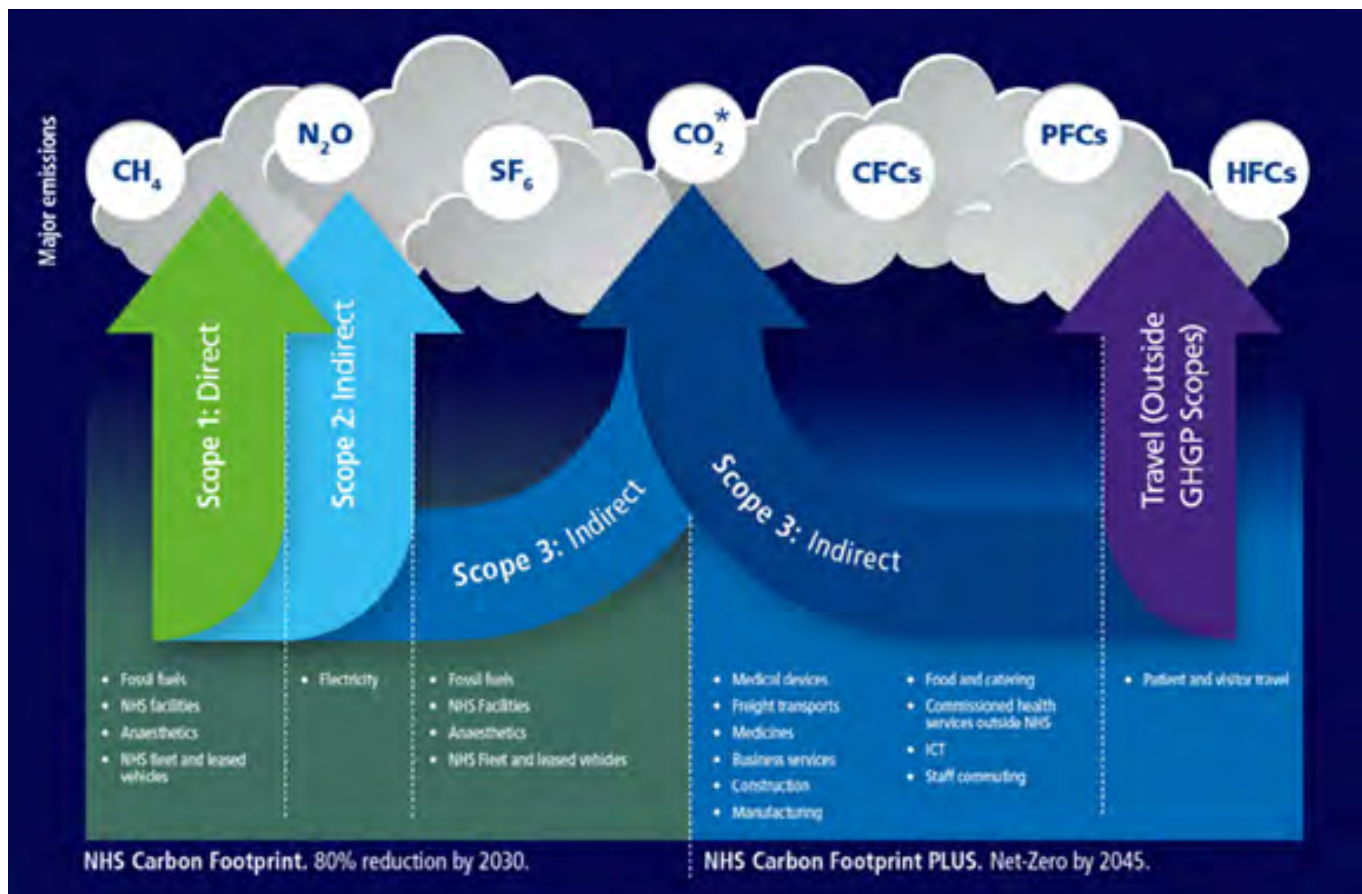 Major emissions
CH₄
N₂O
SF₆
CO₂*
CFCs
PFCs
HFCs
Scope 1: Direct
Scope 2: Indirect
Scope 3: Indirect
Scope 3: Indirect
Travel (Outside
GHGP Scopes)
• Fossil fuels
• NHS facilities
• Anaesthetics
• NHS fleet and leased
vehicles
• Electricity
• Fossil fuels
• NHS Facilities
• Anaesthetics
• NHS Fleet and leased vehicles
• Medical devices
• Freight transports
• Medicines
• Business services
• Construction
• Manufacturing
• Food and catering
• Commissioned health
services outside NHS
• ICT
• Staff commuting
• Patient and visitor travel
NHS Carbon Footprint. 80% reduction by 2030.
NHS Carbon Footprint PLUS. Net-Zero by 2045.